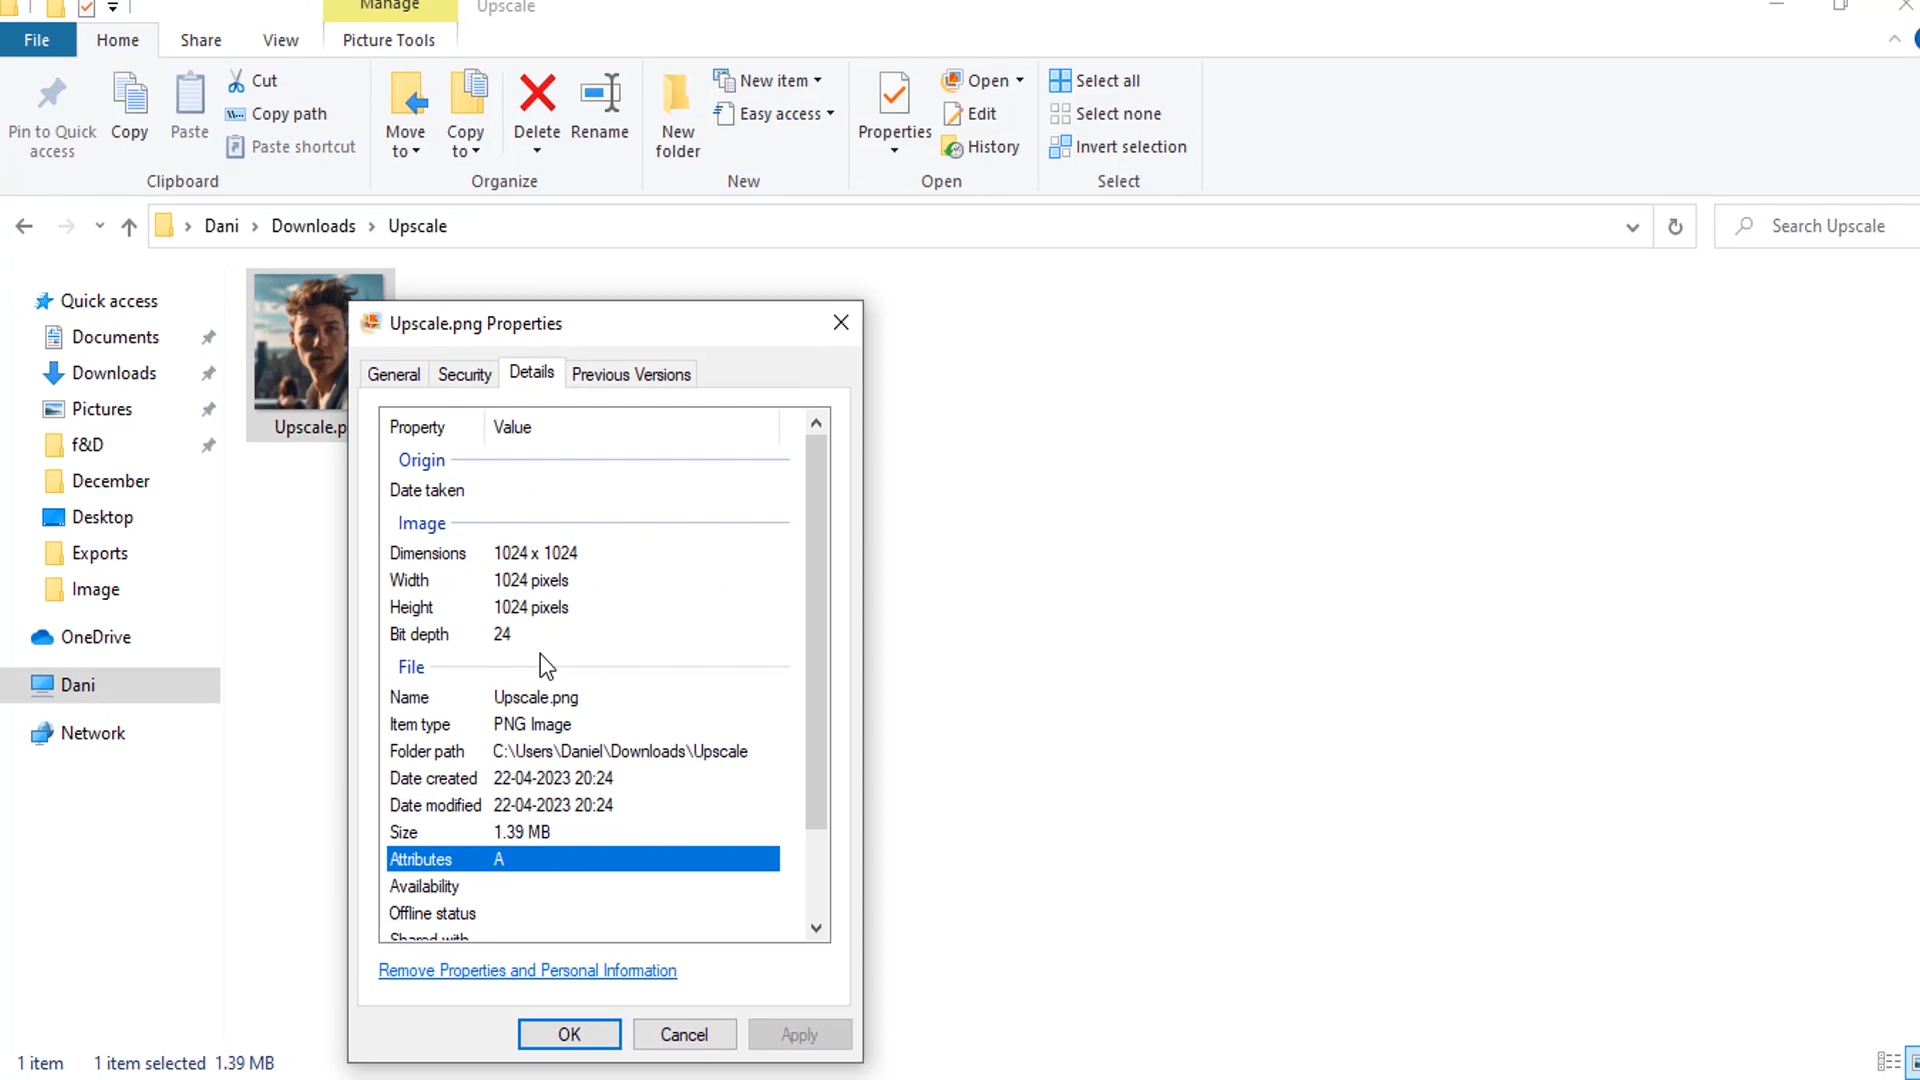 Manage
Upscale
File
Home
Share
View
Picture Tools
Pin to Quick access
Copy
Paste
Cut
Copy path
Paste shortcut
Clipboard
Move to
Copy to
Delete
Rename
Organize
New folder
New item
Easy access
New
Properties
Open
Edit
History
Open
Select all
Select none
Invert selection
Select
Dani
Downloads
Upscale
Search Upscale
Quick access
Documents
Downloads
Pictures
f&D
December
Desktop
Exports
Image
OneDrive
Dani
Network
Upscale.p
Upscale.png Properties
General
Security
Details
Previous Versions
Property Value
Origin
Date taken
Image
Dimensions 1024 x 1024
Width 1024 pixels
Height 1024 pixels
Bit depth 24
File
Name Upscale.png
Item type PNG Image
Folder path C:\Users\Daniel\Downloads\Upscale
Date created 22-04-2023 20:24
Date modified 22-04-2023 20:24
Size 1.39 MB
Attributes A
Availability
Offline status
Shared with
Remove Properties and Personal Information
OK
Cancel
Apply
1 item
1 item selected 1.39 MB